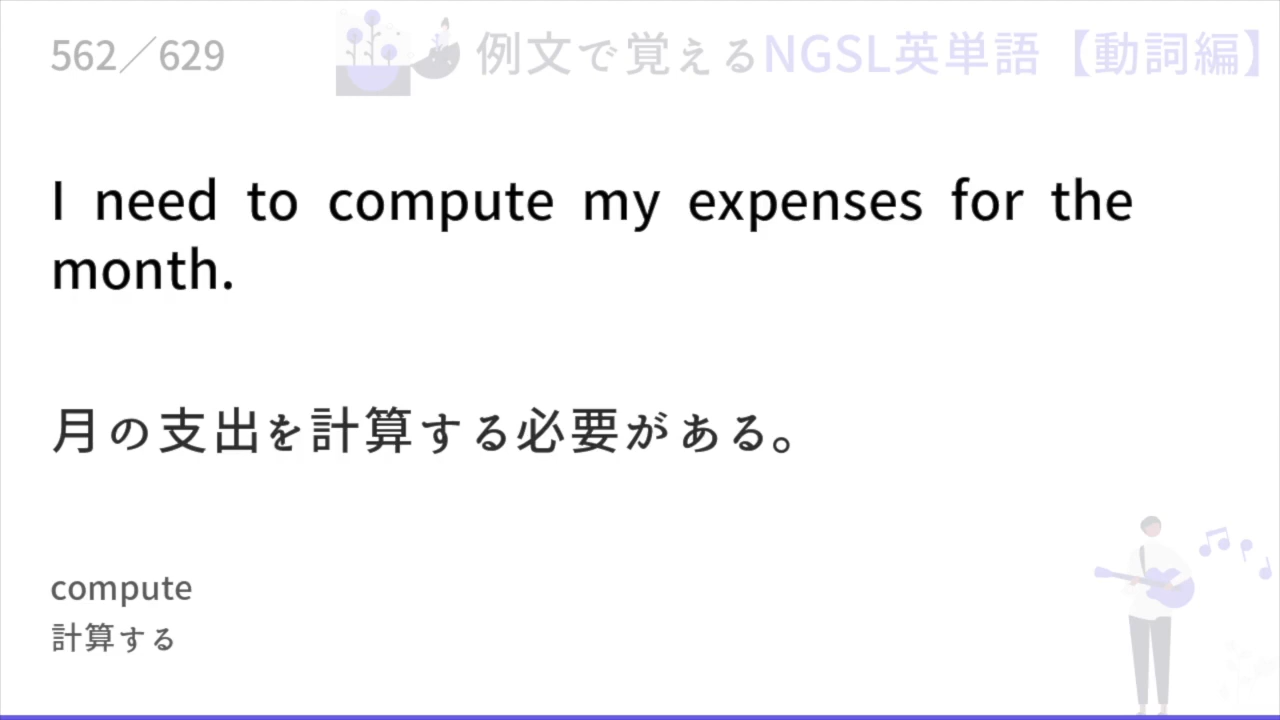 562／629
例文で覚えるNGSL英単語【動詞編】
I need to compute my expenses for the
month.
月の支出を計算する必要がある。
compute
計算する